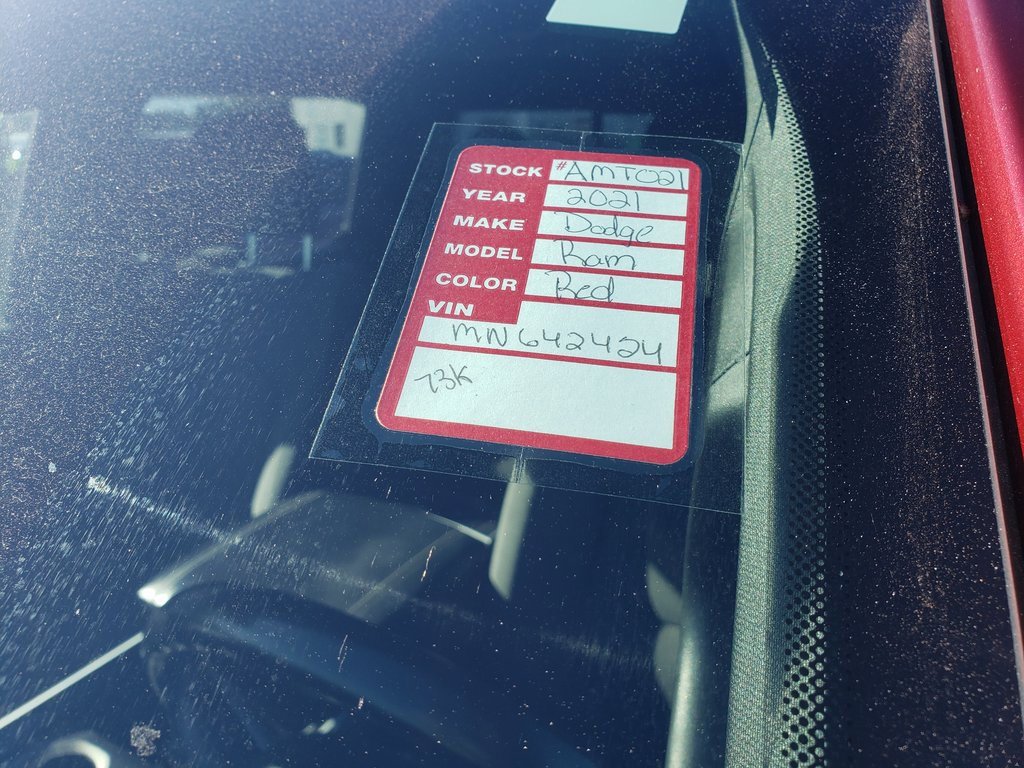 STOCK #AMT021
YEAR 2021
MAKE Dodge
MODEL Ram
COLOR Red
VIN
MN642424
73K